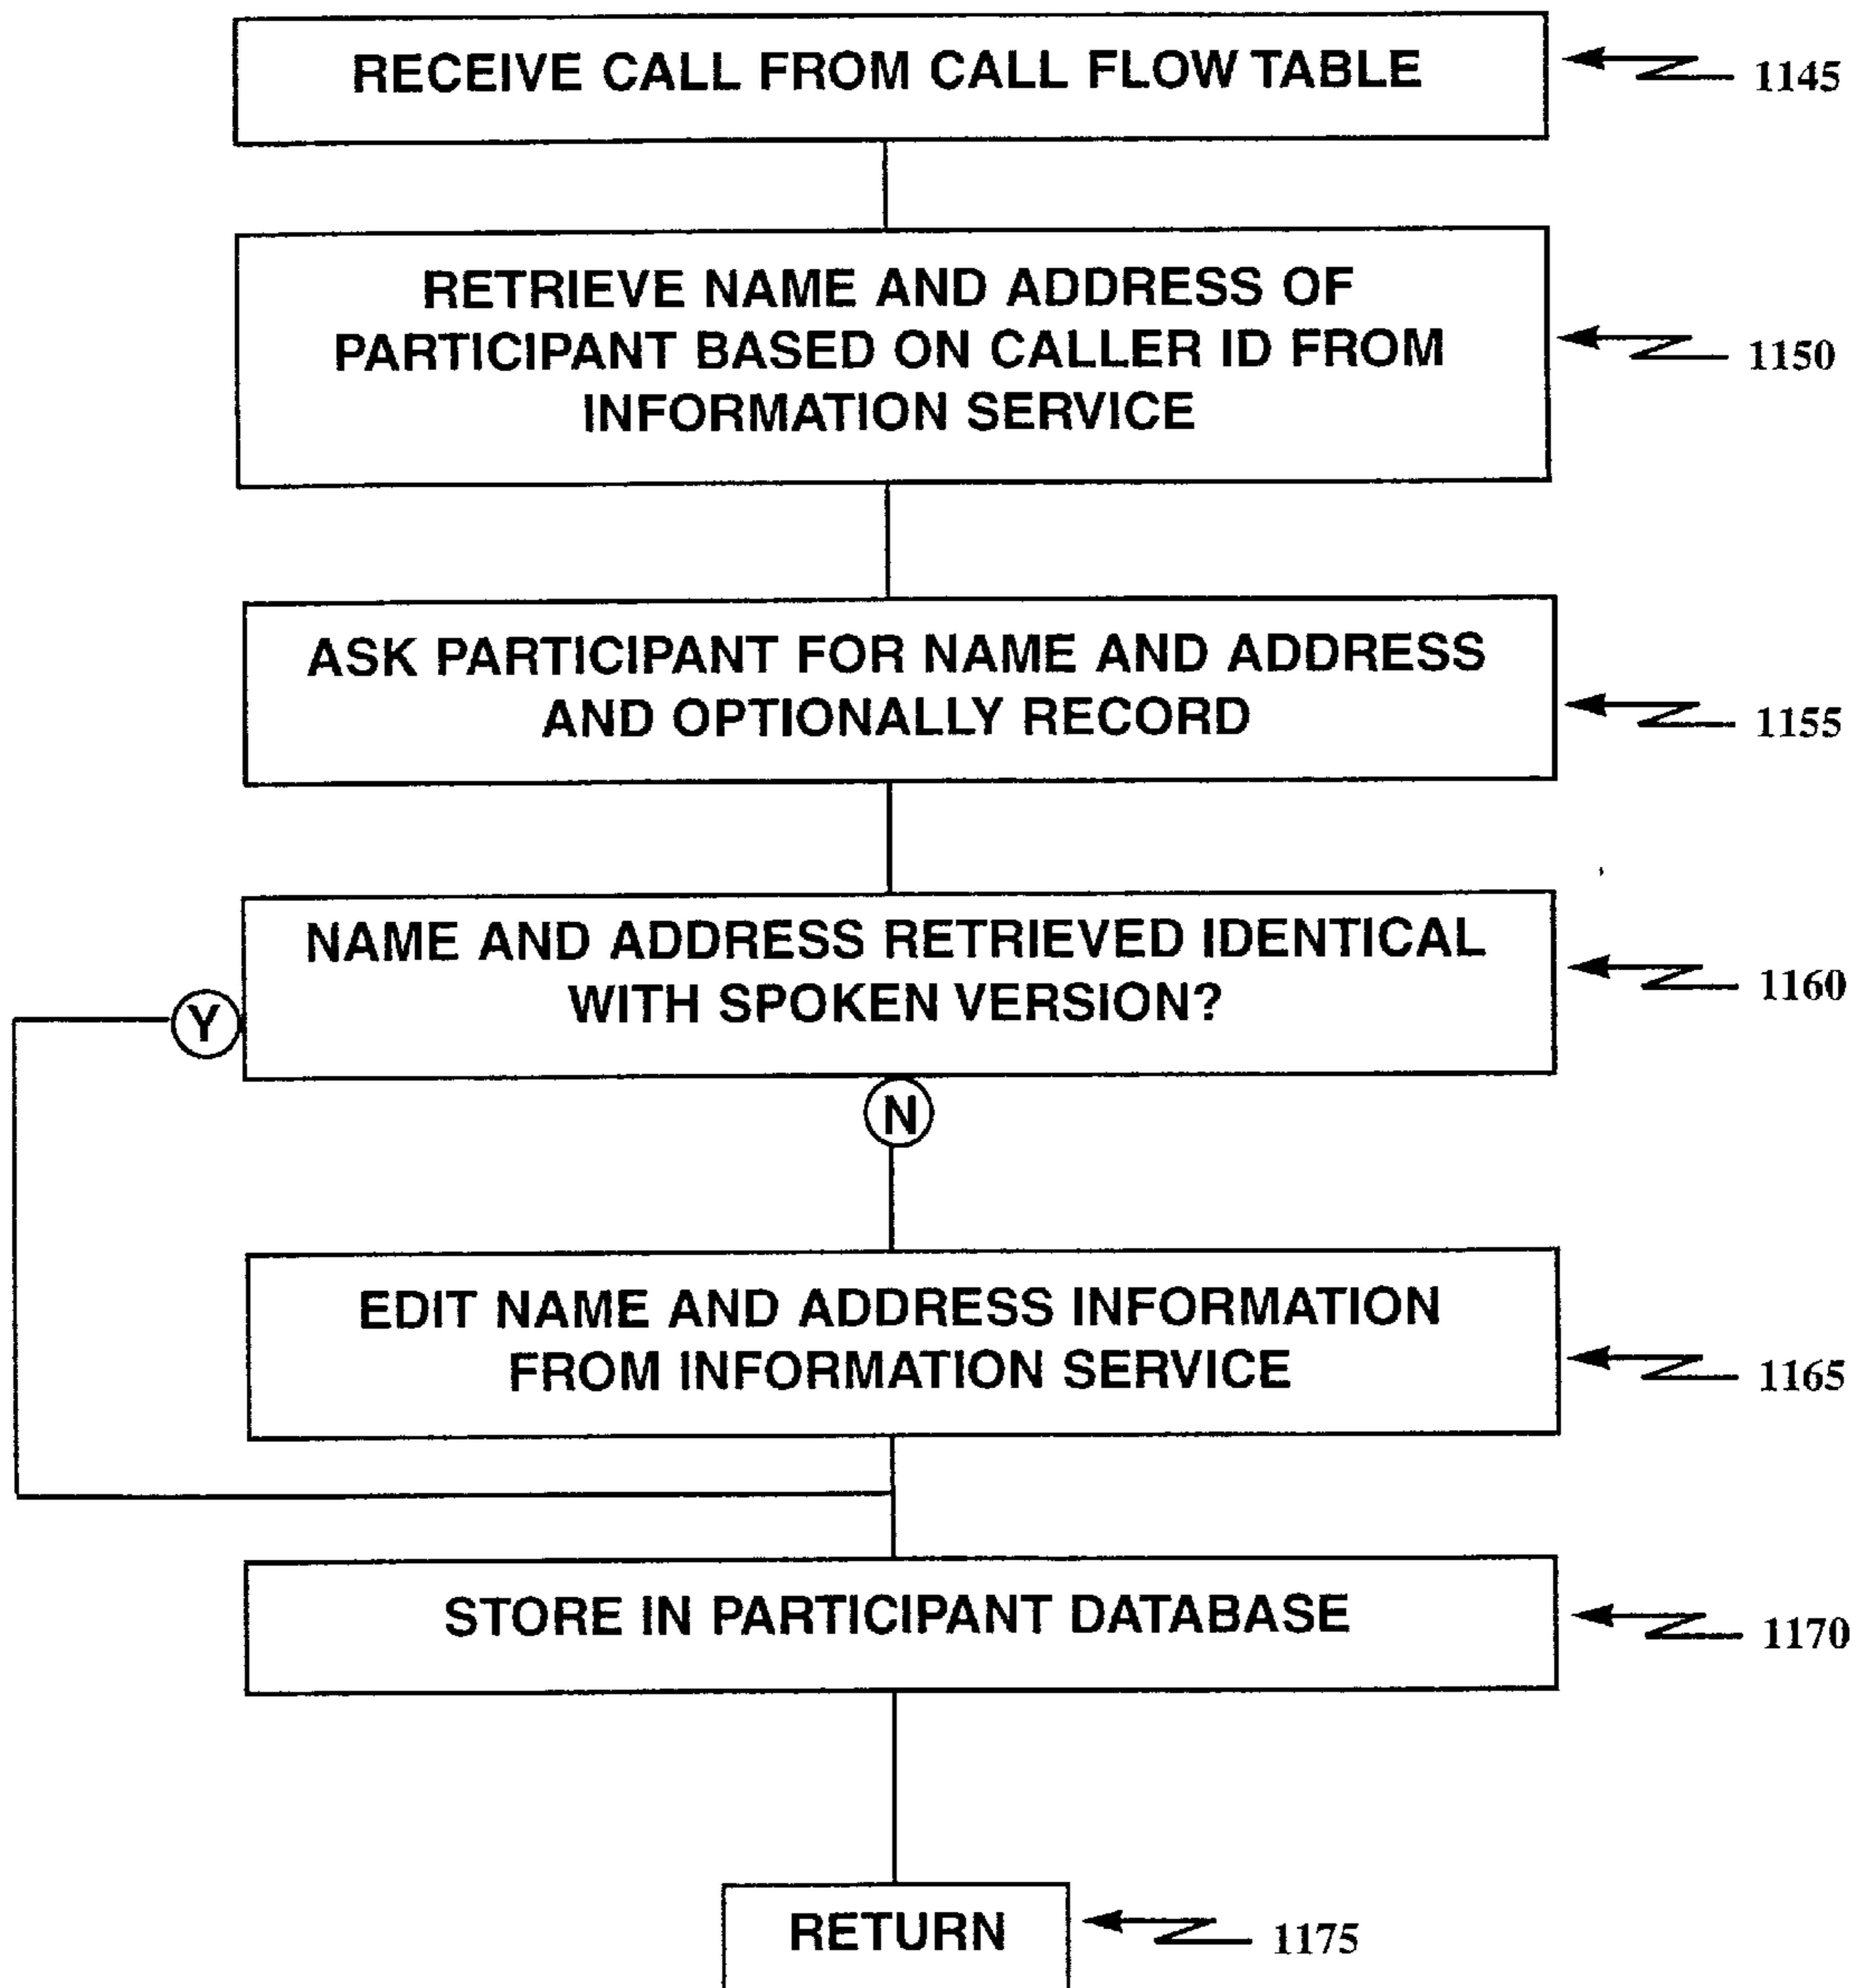 RECEIVE CALL FROM CALL FLOW TABLE
1145
RETRIEVE NAME AND ADDRESS OF
PARTICIPANT BASED ON CALLER ID FROM
INFORMATION SERVICE
1150
ASK PARTICIPANT FOR NAME AND ADDRESS
AND OPTIONALLY RECORD
1155
NAME AND ADDRESS RETRIEVED IDENTICAL
WITH SPOKEN VERSION?
1160
Y
N
EDIT NAME AND ADDRESS INFORMATION
FROM INFORMATION SERVICE
1165
STORE IN PARTICIPANT DATABASE
1170
RETURN
1175